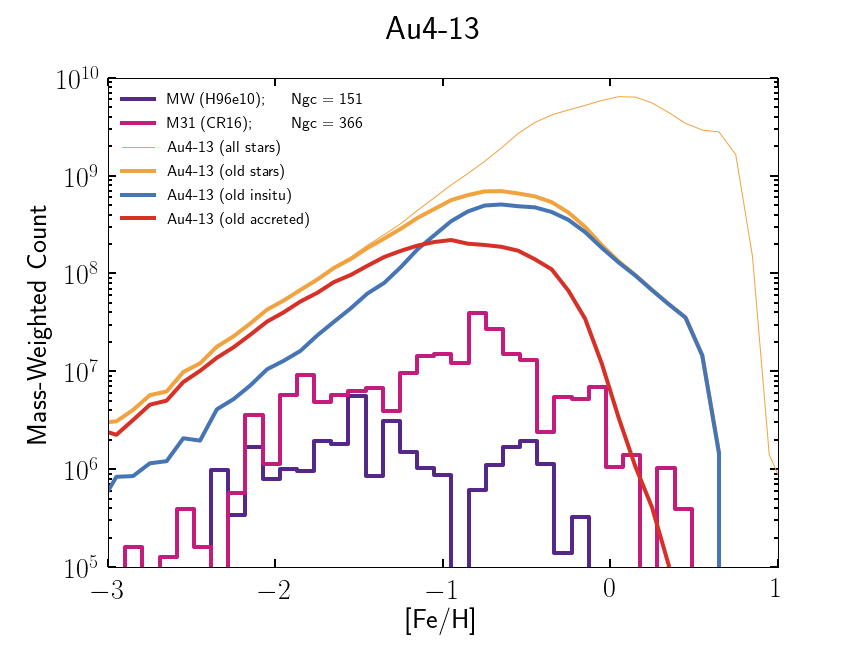 Au4-13
10^10
10^9
10^8
10^7
10^6
10^5
Mass-Weighted Count
MW (H96e10); Ngc = 151
M31 (CR16); Ngc = 366
Au4-13 (all stars)
Au4-13 (old stars)
Au4-13 (old insitu)
Au4-13 (old accreted)
−3 −2 −1 0 1
[Fe/H]